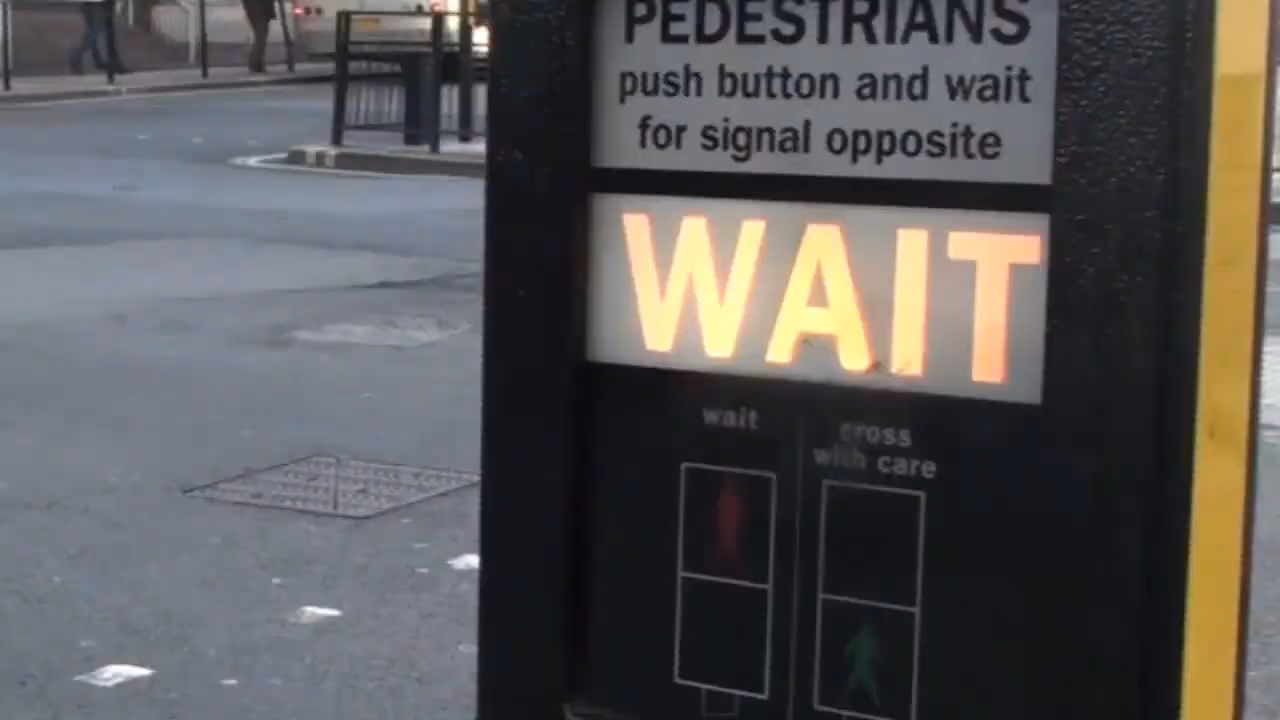 PEDESTRIANS
push button and wait
for signal opposite
WAIT
wait
cross
with care